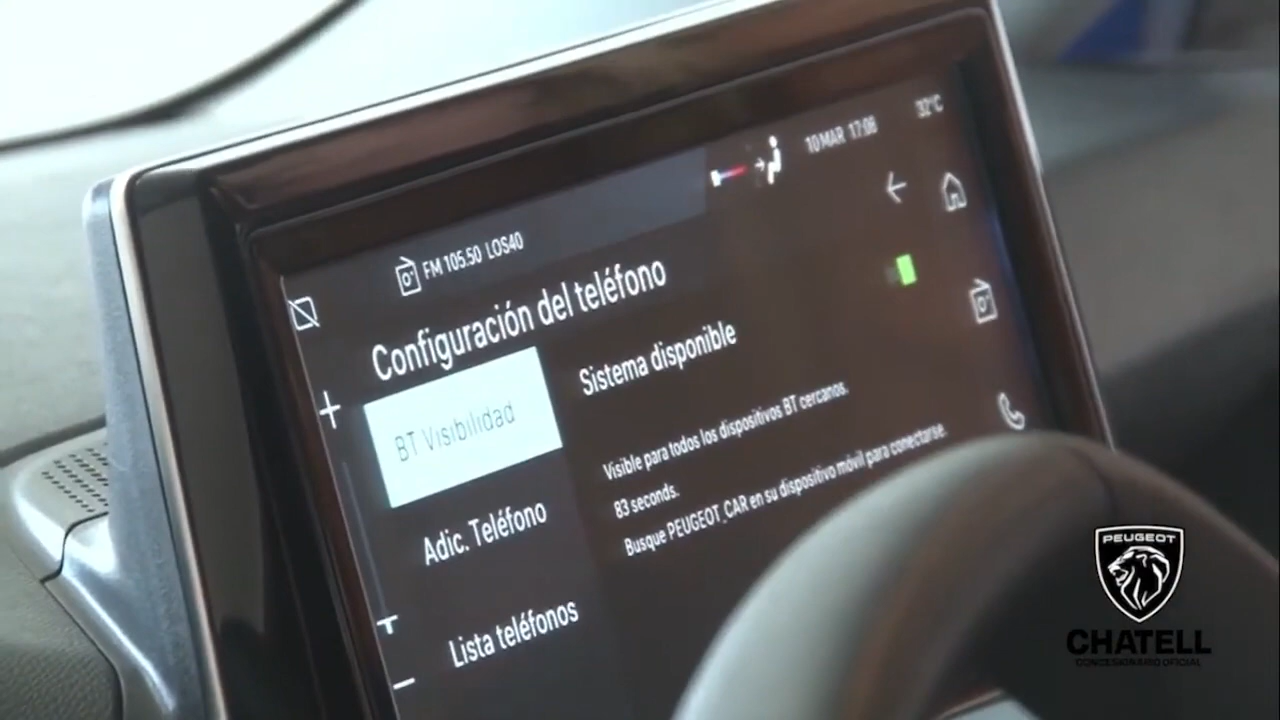 10 MAR 17:08
32°C
FM 105.50 LOS40
Configuración del teléfono
BT Visibilidad
Sistema disponible
Visible para todos los dispositivos BT cercanos.
83 seconds.
Busque PEUGEOT_CAR en su dispositivo móvil para conectarse.
Adic. Teléfono
Lista teléfonos
PEUGEOT
CHATELL
CONCESIONARIO OFICIAL